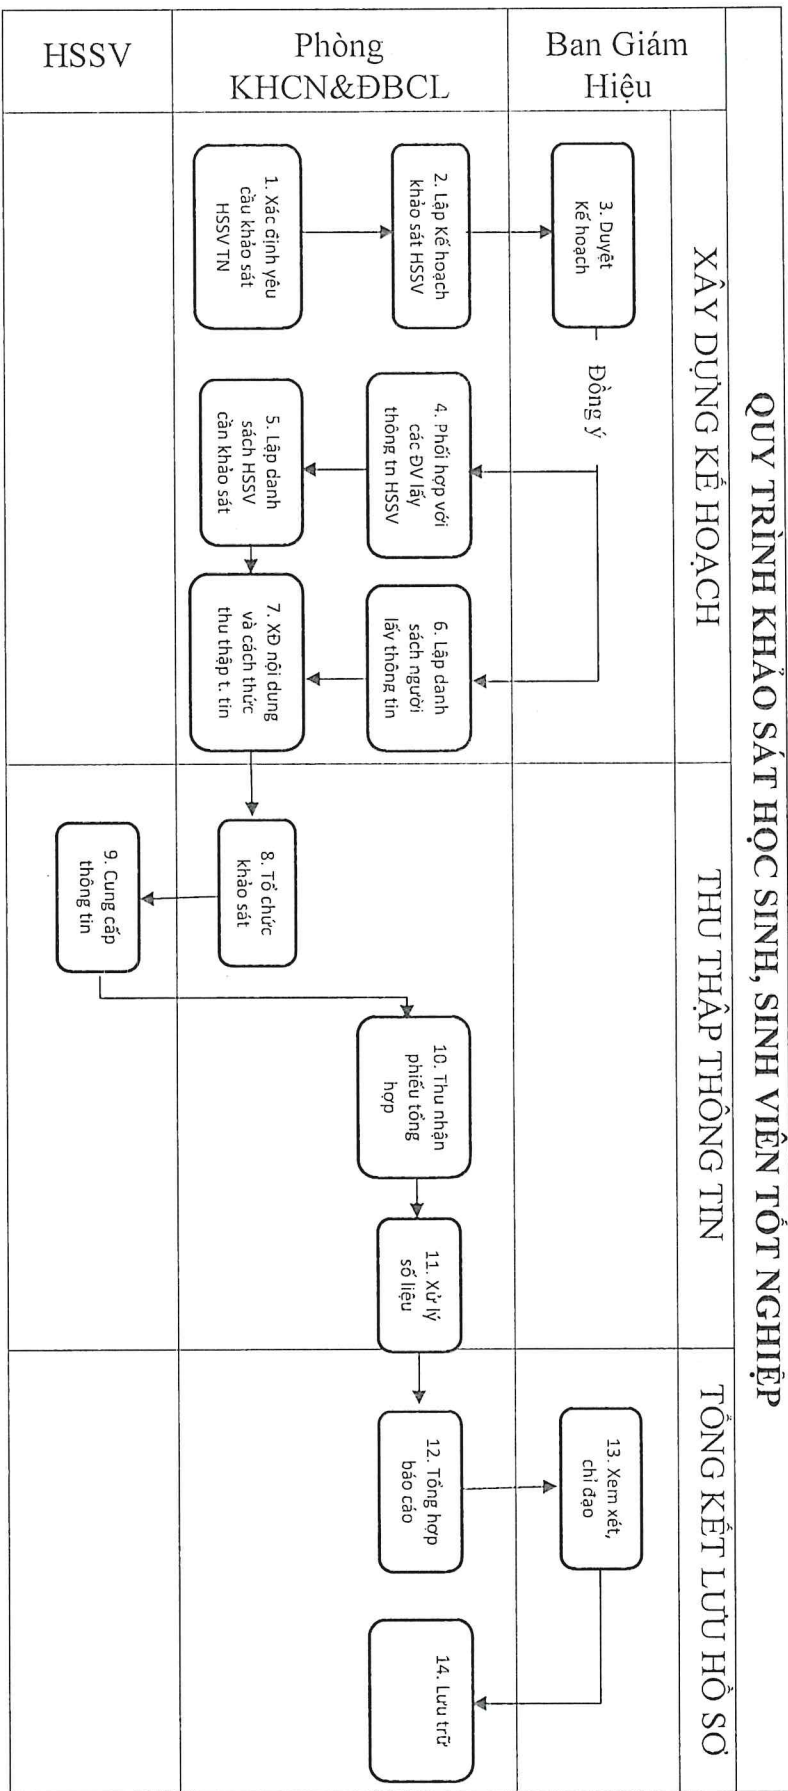 QUY TRÌNH KHẢO SÁT HỌC SINH, SINH VIÊN TỐT NGHIỆP
XÂY DỰNG KẾ HOẠCH
THU THẬP THÔNG TIN
TỔNG KẾT LƯU HỒ SƠ
Ban Giám
Hiệu
3. Duyệt
Kế hoạch
Đồng ý
13. Xem xét,
chỉ đạo
Phòng
KHCN&ĐBCL
2. Lập Kế hoạch
khảo sát HSSV
1. Xác định yêu
cầu khảo sát
HSSV TN
4. Phối hợp với
các ĐV lấy
thông tn HSSV
5. Lập danh
sách HSSV
cần khảo sát
6. Lập danh
sách người
lấy thông tin
7. XĐ nội dung
và cách thức
thu thập t. tin
8. Tổ chức
khảo sát
10. Thu nhận
phiếu tổng
hợp
11. Xử lý
số liệu
12. Tổng hợp
báo cáo
14. Lưu trữ
HSSV
9. Cung cấp
thông tin